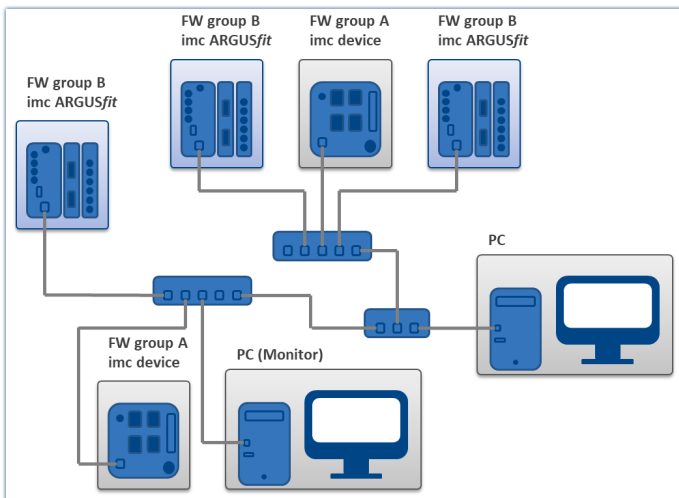 FW group B
imc ARGUSfit
FW group A
imc device
FW group B
imc ARGUSfit
FW group B
imc ARGUSfit
PC
FW group A
imc device
PC (Monitor)